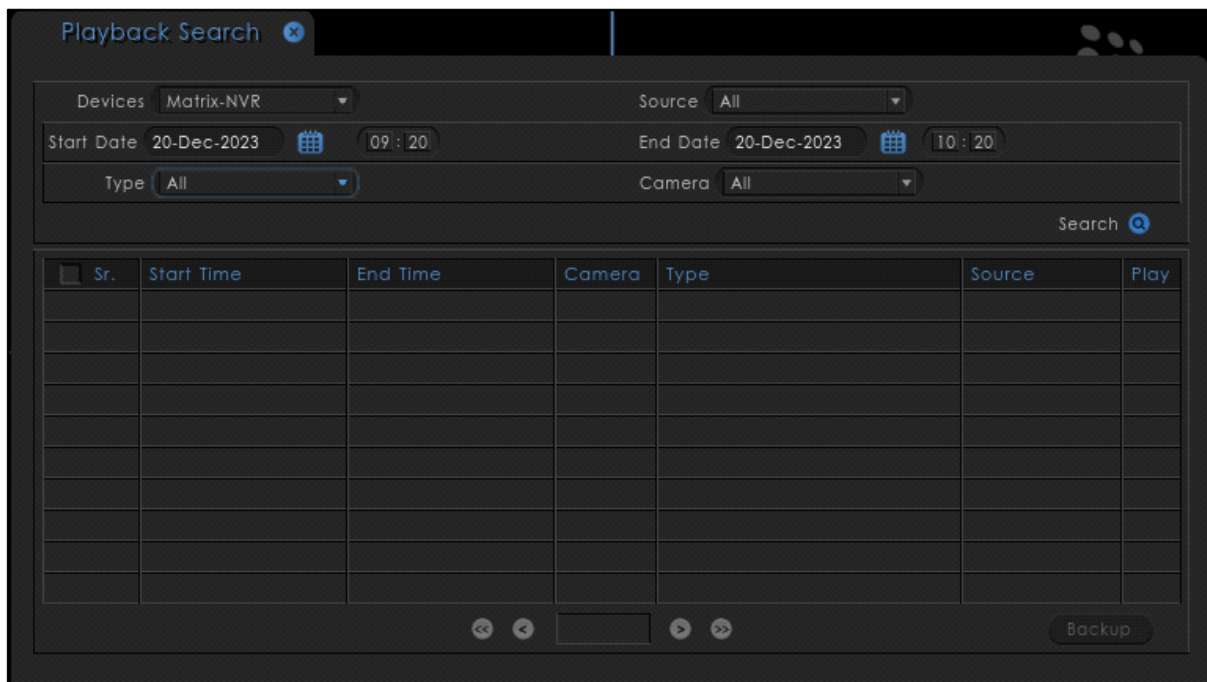 Playback Search
Devices Matrix-NVR Source All
Start Date 20-Dec-2023 09 : 20 End Date 20-Dec-2023 10 : 20
Type All Camera All
Search
Sr. Start Time End Time Camera Type Source Play
Backup